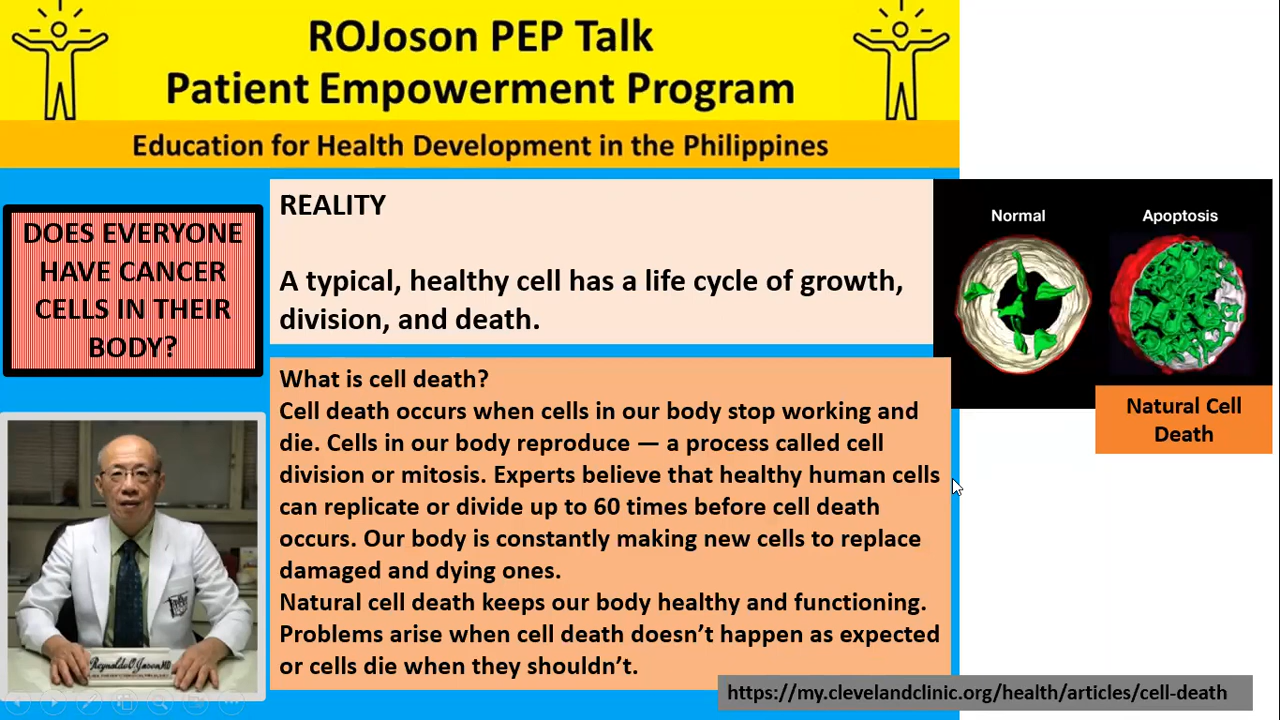 ROJoson PEP Talk
Patient Empowerment Program
Education for Health Development in the Philippines
DOES EVERYONE
HAVE CANCER
CELLS IN THEIR
BODY?
REALITY
A typical, healthy cell has a life cycle of growth,
division, and death.
Normal
Apoptosis
Natural Cell
Death
What is cell death?
Cell death occurs when cells in our body stop working and
die. Cells in our body reproduce — a process called cell
division or mitosis. Experts believe that healthy human cells
can replicate or divide up to 60 times before cell death
occurs. Our body is constantly making new cells to replace
damaged and dying ones.
Natural cell death keeps our body healthy and functioning.
Problems arise when cell death doesn’t happen as expected
or cells die when they shouldn’t.
Reynaldo O. Joson, MD
https://my.clevelandclinic.org/health/articles/cell-death